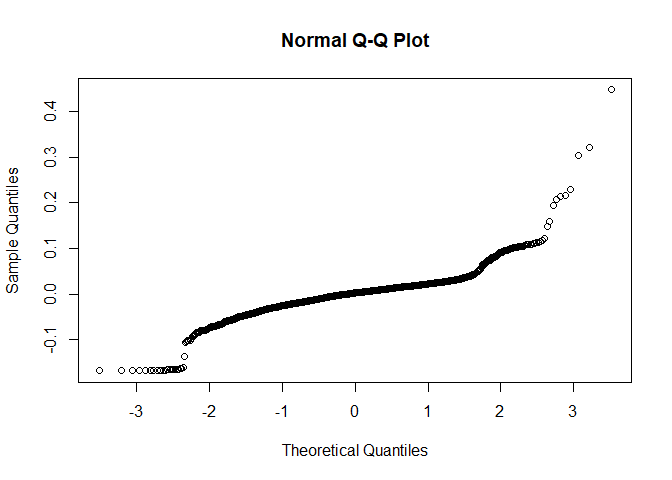 Normal Q-Q Plot
0.4
0.3
0.2
0.1
0.0
-0.1
Sample Quantiles
-3 -2 -1 0 1 2 3
Theoretical Quantiles